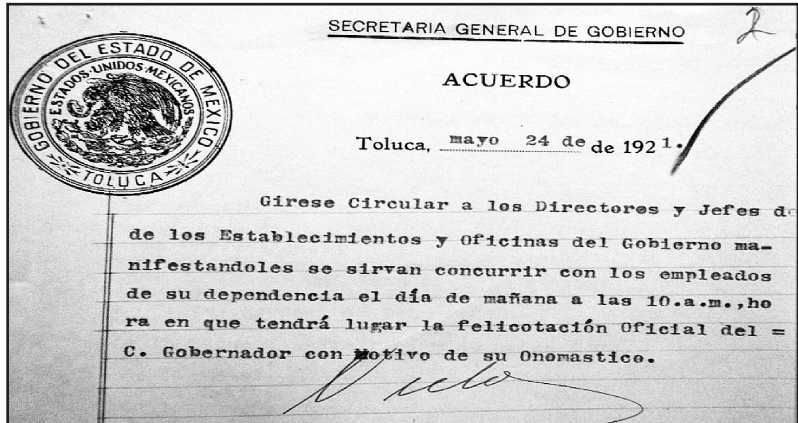 SECRETARIA GENERAL DE GOBIERNO
2
GOBIERNO DEL ESTADO DE MEXICO
ESTADOS·UNIDOS·MEXICANOS
TOLUCA
ACUERDO
Toluca, mayo 24 de de 1921.
Girese Circular a los Directores y Jefes d
de los Establecimientos y Oficinas del Gobierno ma-
nifestandoles se sirvan concurrir con los empleados
de su dependencia el día de mañana a las 10.a.m.,ho
ra en que tendrá lugar la felicotación Oficial del =
C. Gobernador con Motivo de su Onomastico.